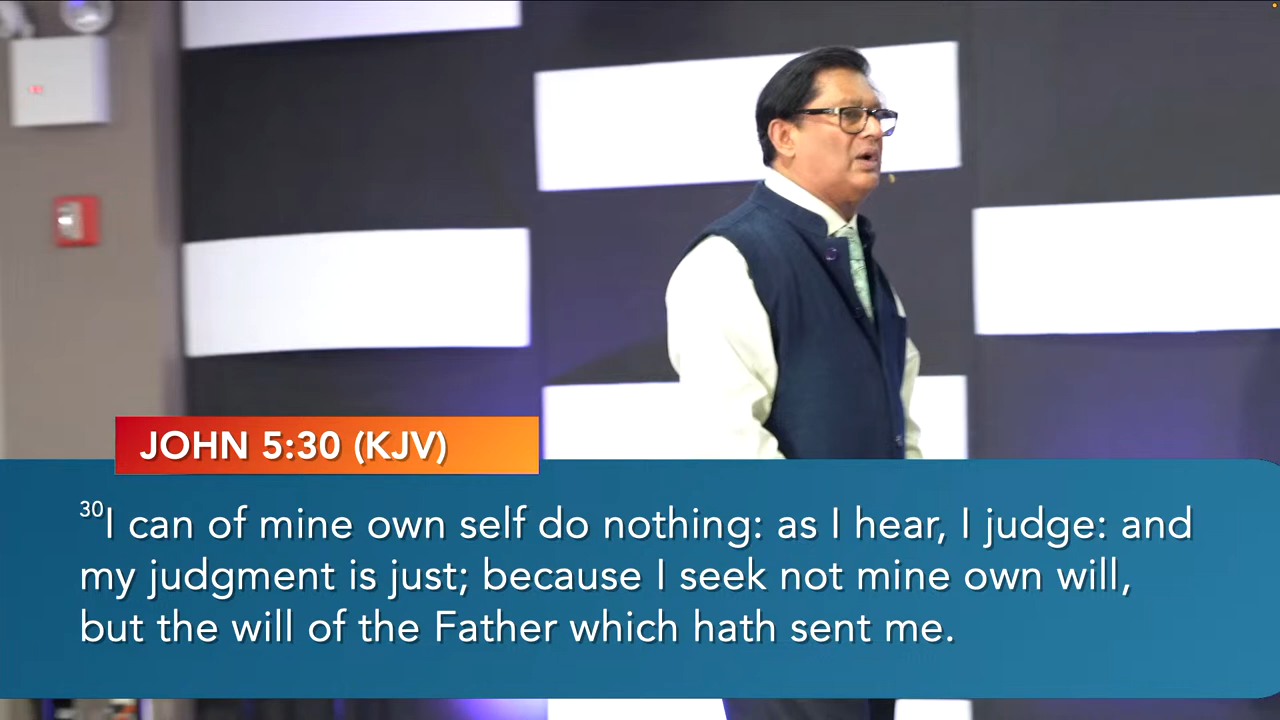 JOHN 5:30 (KJV)
30I can of mine own self do nothing: as I hear, I judge: and
my judgment is just; because I seek not mine own will,
but the will of the Father which hath sent me.